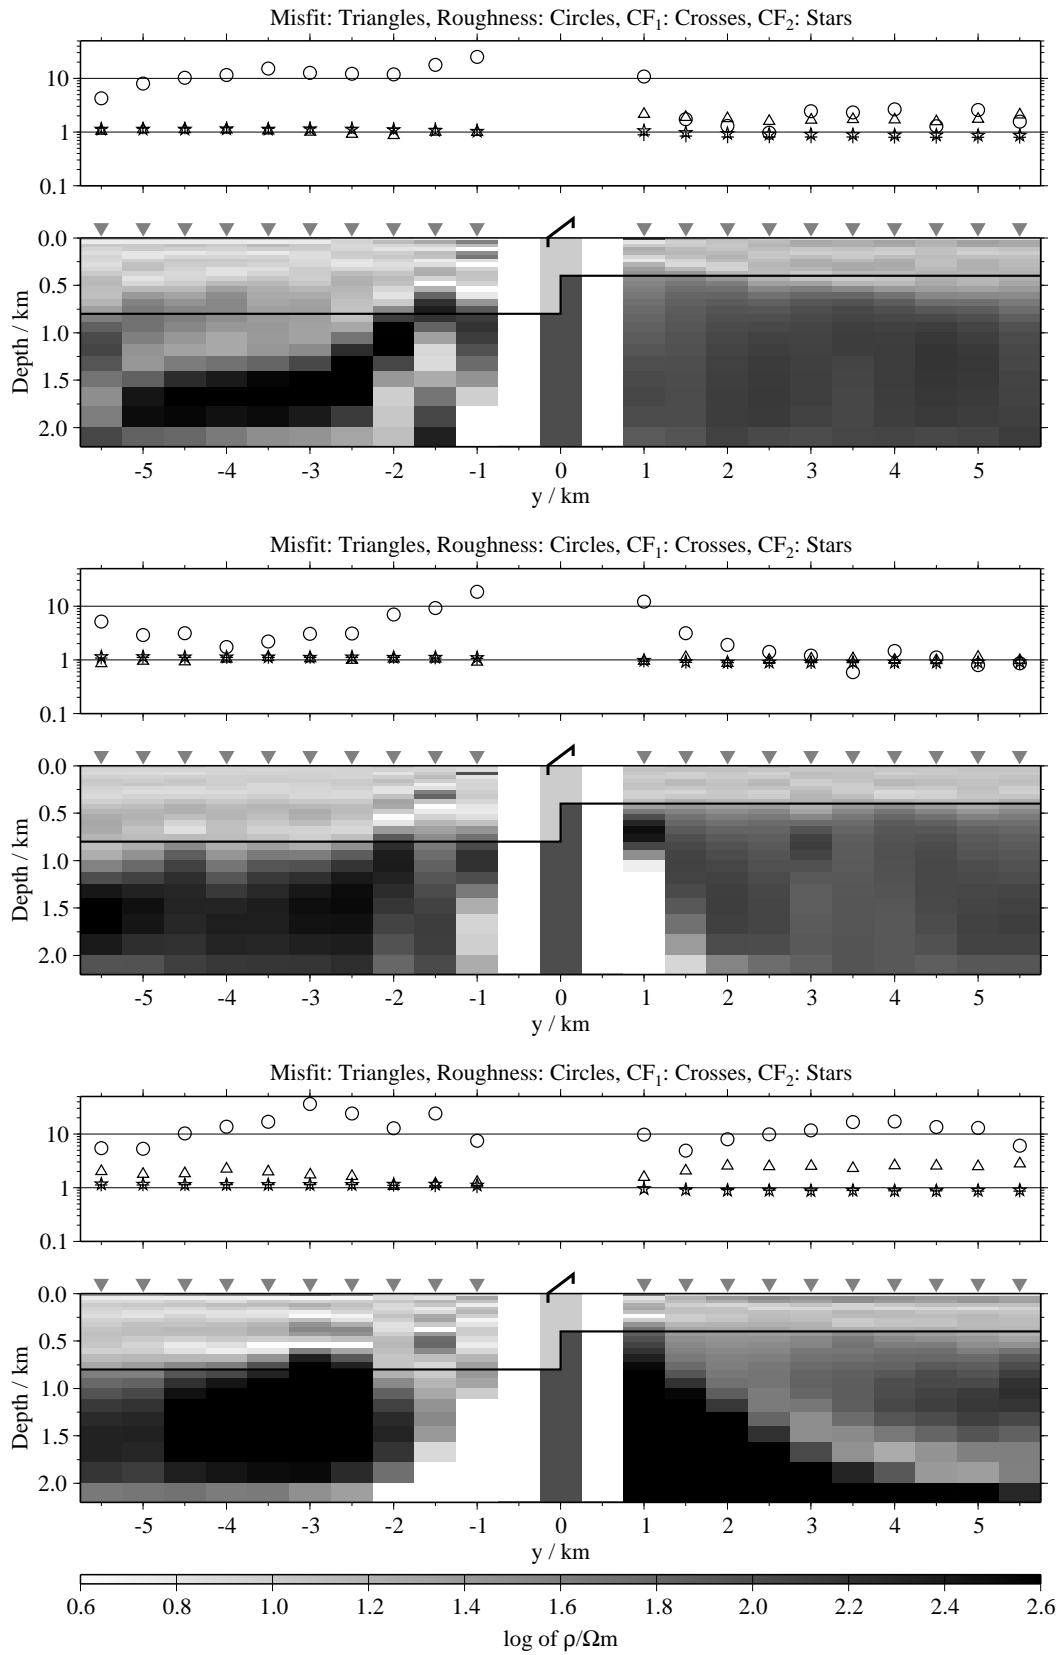 Misfit: Triangles, Roughness: Circles, CF1: Crosses, CF2: Stars
10
1
0.1
0.0
0.5
1.0
1.5
2.0
Depth / km
-5 -4 -3 -2 -1 0 1 2 3 4 5
y / km
Misfit: Triangles, Roughness: Circles, CF1: Crosses, CF2: Stars
10
1
0.1
0.0
0.5
1.0
1.5
2.0
Depth / km
-5 -4 -3 -2 -1 0 1 2 3 4 5
y / km
Misfit: Triangles, Roughness: Circles, CF1: Crosses, CF2: Stars
10
1
0.1
0.0
0.5
1.0
1.5
2.0
Depth / km
-5 -4 -3 -2 -1 0 1 2 3 4 5
y / km
0.6 0.8 1.0 1.2 1.4 1.6 1.8 2.0 2.2 2.4 2.6
log of ρ/Ωm